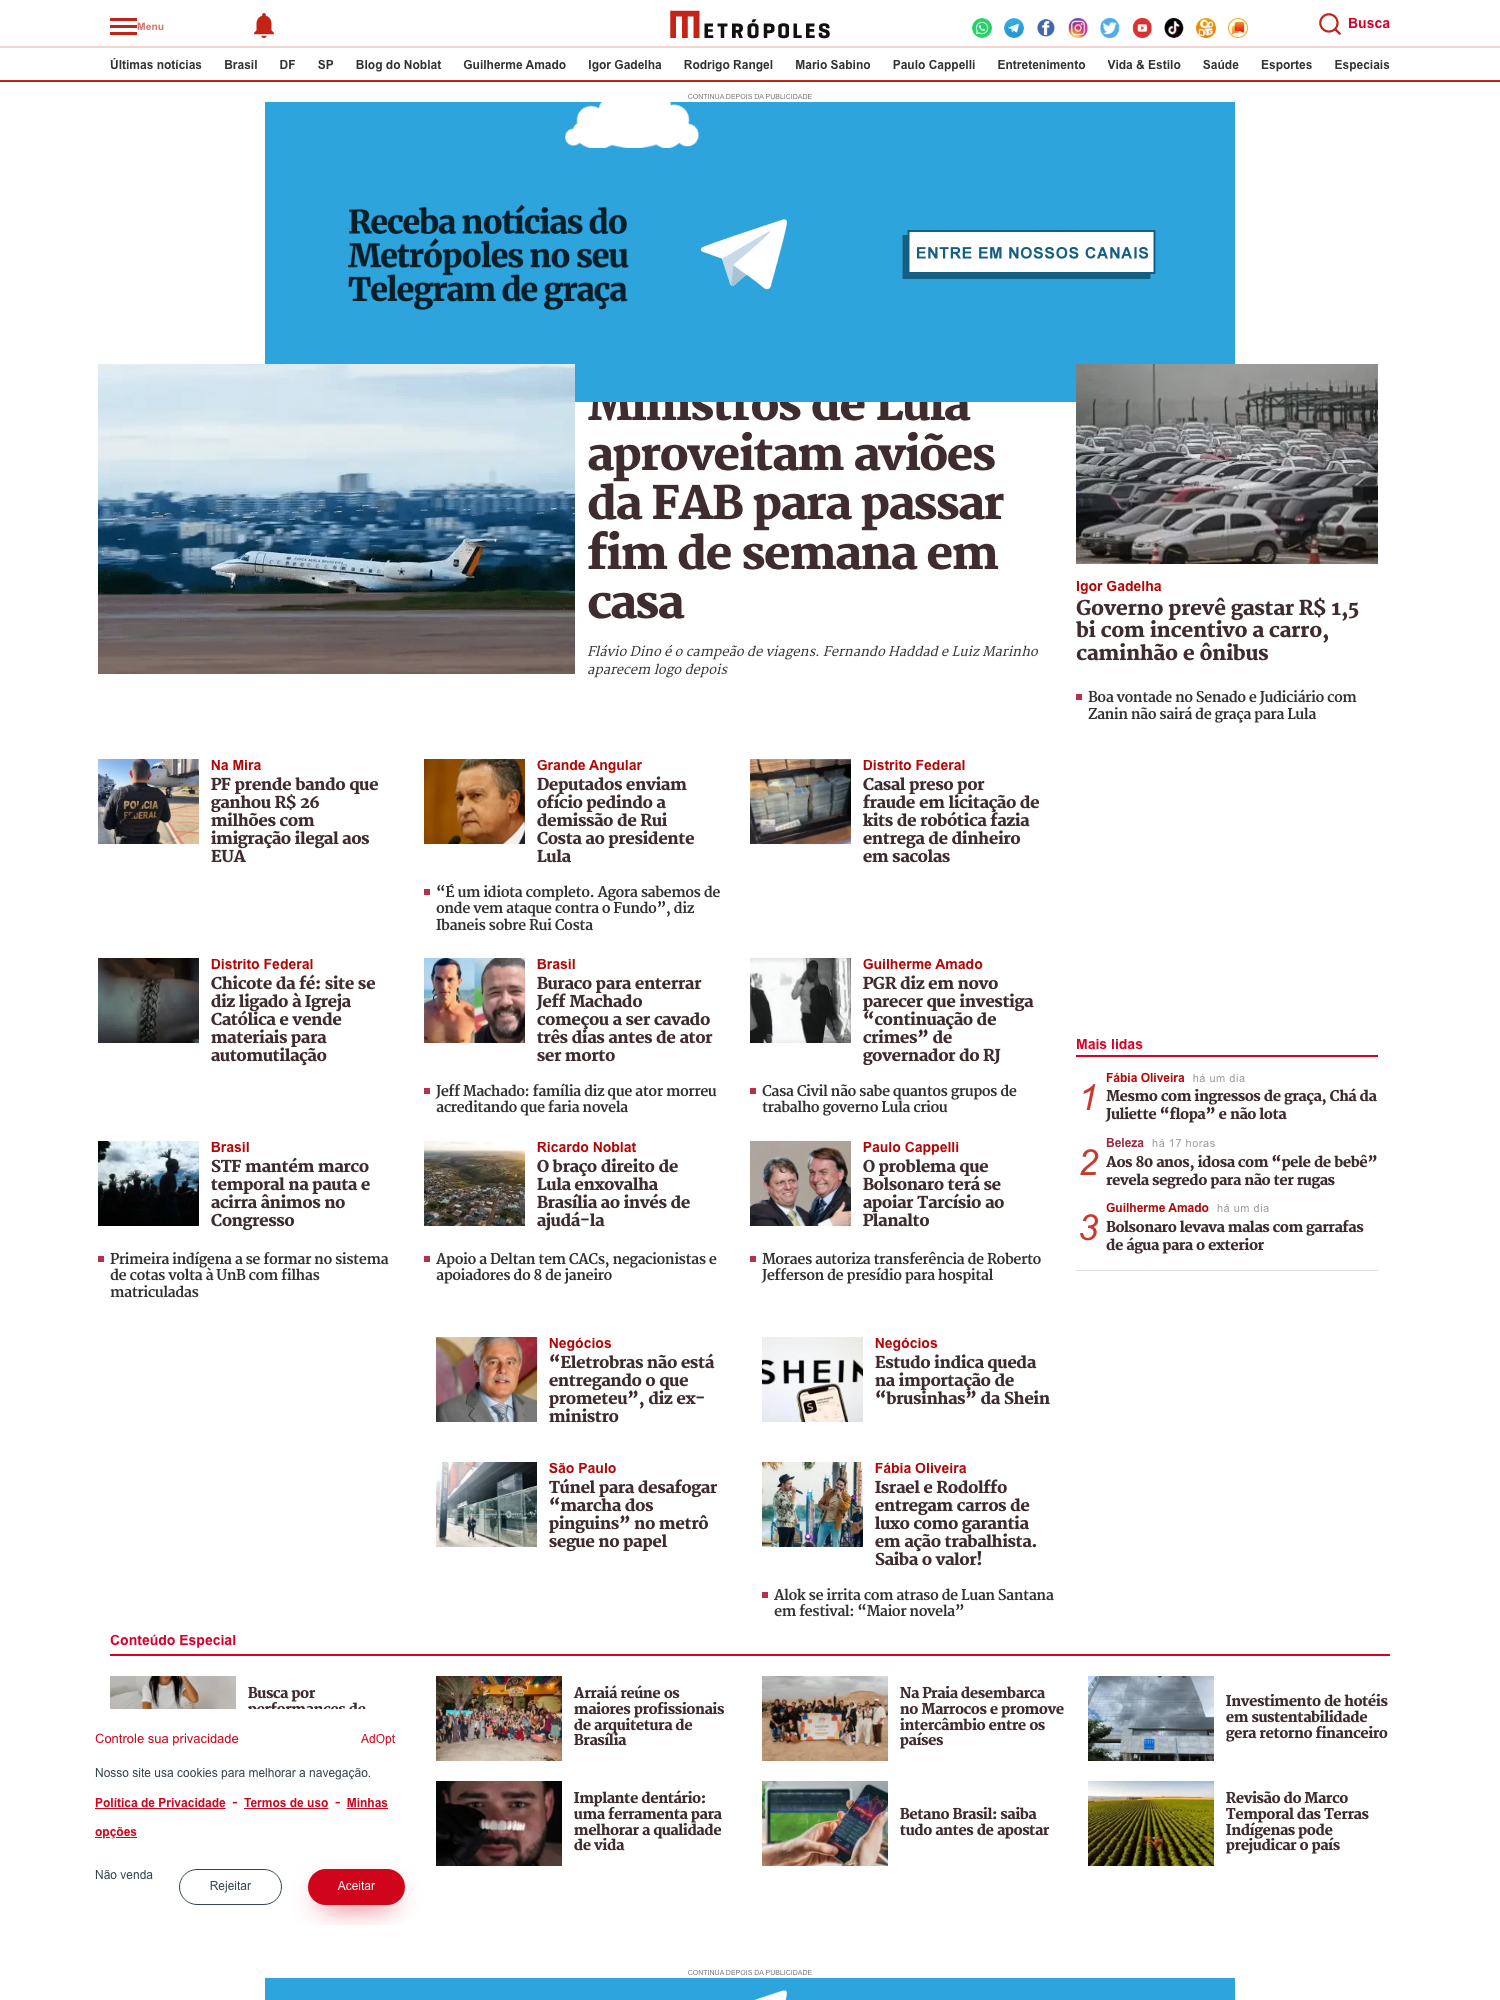 Menu
METRÓPOLES
Busca
Últimas notícias Brasil DF SP Blog do Noblat Guilherme Amado Igor Gadelha Rodrigo Rangel Mario Sabino Paulo Cappelli Entretenimento Vida & Estilo Saúde Esportes Especiais
CONTINUA DEPOIS DA PUBLICIDADE
Receba notícias do
Metrópoles no seu
Telegram de graça
ENTRE EM NOSSOS CANAIS
Ministros de Lula
aproveitam aviões
da FAB para passar
fim de semana em
casa
Flávio Dino é o campeão de viagens. Fernando Haddad e Luiz Marinho
aparecem logo depois
Igor Gadelha
Governo prevê gastar R$ 1,5
bi com incentivo a carro,
caminhão e ônibus
Boa vontade no Senado e Judiciário com
Zanin não sairá de graça para Lula
POLICIA
FEDERAL
Na Mira
PF prende bando que
ganhou R$ 26
milhões com
imigração ilegal aos
EUA
Grande Angular
Deputados enviam
ofício pedindo a
demissão de Rui
Costa ao presidente
Lula
“É um idiota completo. Agora sabemos de
onde vem ataque contra o Fundo”, diz
Ibaneis sobre Rui Costa
Distrito Federal
Casal preso por
fraude em licitação de
kits de robótica fazia
entrega de dinheiro
em sacolas
Distrito Federal
Chicote da fé: site se
diz ligado à Igreja
Católica e vende
materiais para
automutilação
Brasil
Buraco para enterrar
Jeff Machado
começou a ser cavado
três dias antes de ator
ser morto
Jeff Machado: família diz que ator morreu
acreditando que faria novela
Guilherme Amado
PGR diz em novo
parecer que investiga
“continuação de
crimes” de
governador do RJ
Casa Civil não sabe quantos grupos de
trabalho governo Lula criou
Mais lidas
1
Fábia Oliveira há um dia
Mesmo com ingressos de graça, Chá da
Juliette “flopa” e não lota
2
Beleza há 17 horas
Aos 80 anos, idosa com “pele de bebê”
revela segredo para não ter rugas
3
Guilherme Amado há um dia
Bolsonaro levava malas com garrafas
de água para o exterior
Brasil
STF mantém marco
temporal na pauta e
acirra ânimos no
Congresso
Primeira indígena a se formar no sistema
de cotas volta à UnB com filhas
matriculadas
Ricardo Noblat
O braço direito de
Lula enxovalha
Brasília ao invés de
ajudá-la
Apoio a Deltan tem CACs, negacionistas e
apoiadores do 8 de janeiro
Paulo Cappelli
O problema que
Bolsonaro terá se
apoiar Tarcísio ao
Planalto
Moraes autoriza transferência de Roberto
Jefferson de presídio para hospital
Negócios
“Eletrobras não está
entregando o que
prometeu”, diz ex-
ministro
SHEIN
S
Negócios
Estudo indica queda
na importação de
“brusinhas” da Shein
São Paulo
Túnel para desafogar
“marcha dos
pinguins” no metrô
segue no papel
Fábia Oliveira
Israel e Rodolffo
entregam carros de
luxo como garantia
em ação trabalhista.
Saiba o valor!
Alok se irrita com atraso de Luan Santana
em festival: “Maior novela”
Conteúdo Especial
Busca por
performances de
Arraiá reúne os
maiores profissionais
de arquitetura de
Brasília
Na Praia desembarca
no Marrocos e promove
intercâmbio entre os
países
Investimento de hotéis
em sustentabilidade
gera retorno financeiro
Implante dentário:
uma ferramenta para
melhorar a qualidade
de vida
Betano Brasil: saiba
tudo antes de apostar
Revisão do Marco
Temporal das Terras
Indígenas pode
prejudicar o país
Controle sua privacidade AdOpt
Nosso site usa cookies para melhorar a navegação.
Política de Privacidade - Termos de uso - Minhas
opções
Não venda
Rejeitar
Aceitar
CONTINUA DEPOIS DA PUBLICIDADE